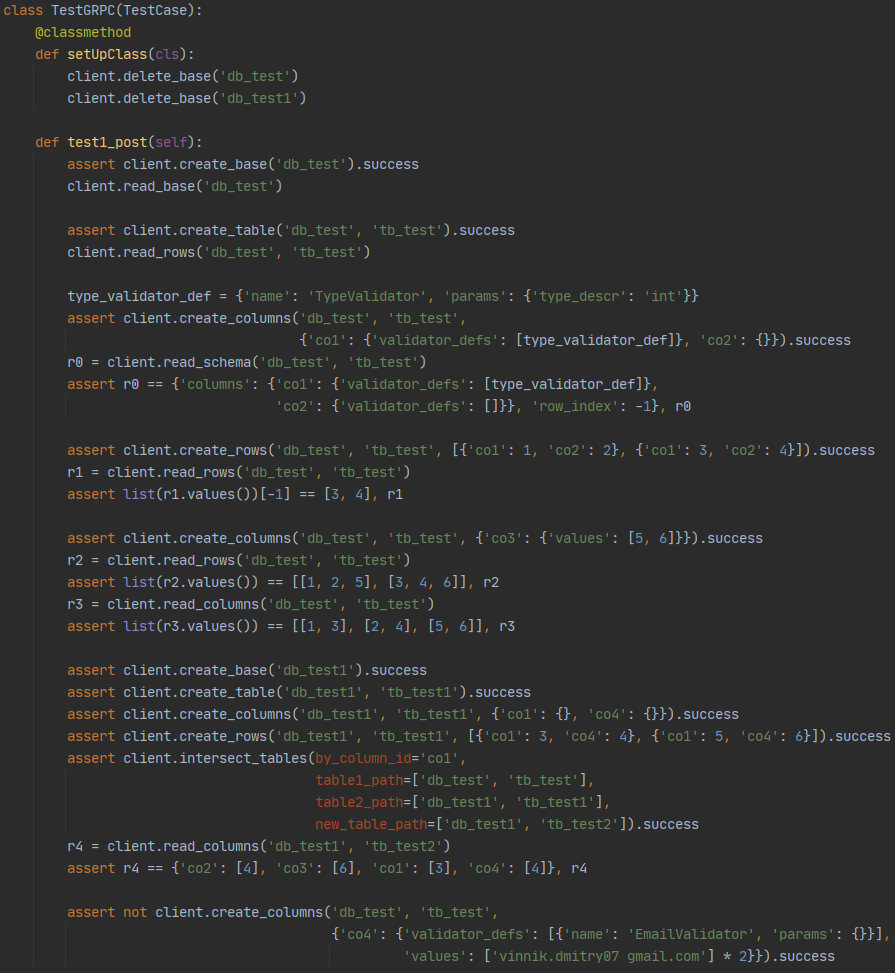 class TestGRPC(TestCase):
    @classmethod
    def setUpClass(cls):
        client.delete_base('db_test')
        client.delete_base('db_test1')

    def test1_post(self):
        assert client.create_base('db_test').success
        client.read_base('db_test')

        assert client.create_table('db_test', 'tb_test').success
        client.read_rows('db_test', 'tb_test')

        type_validator_def = {'name': 'TypeValidator', 'params': {'type_descr': 'int'}}
        assert client.create_columns('db_test', 'tb_test',
                                     {'co1': {'validator_defs': [type_validator_def]}, 'co2': {}}).success
        r0 = client.read_schema('db_test', 'tb_test')
        assert r0 == {'columns': {'co1': {'validator_defs': [type_validator_def]},
                                  'co2': {'validator_defs': []}}, 'row_index': -1}, r0

        assert client.create_rows('db_test', 'tb_test', [{'co1': 1, 'co2': 2}, {'co1': 3, 'co2': 4}]).success
        r1 = client.read_rows('db_test', 'tb_test')
        assert list(r1.values())[-1] == [3, 4], r1

        assert client.create_columns('db_test', 'tb_test', {'co3': {'values': [5, 6]}}).success
        r2 = client.read_rows('db_test', 'tb_test')
        assert list(r2.values()) == [[1, 2, 5], [3, 4, 6]], r2
        r3 = client.read_columns('db_test', 'tb_test')
        assert list(r3.values()) == [[1, 3], [2, 4], [5, 6]], r3

        assert client.create_base('db_test1').success
        assert client.create_table('db_test1', 'tb_test1').success
        assert client.create_columns('db_test1', 'tb_test1', {'co1': {}, 'co4': {}}).success
        assert client.create_rows('db_test1', 'tb_test1', [{'co1': 3, 'co4': 4}, {'co1': 5, 'co4': 6}]).success
        assert client.intersect_tables(by_column_id='co1',
                                       table1_path=['db_test', 'tb_test'],
                                       table2_path=['db_test1', 'tb_test1'],
                                       new_table_path=['db_test1', 'tb_test2']).success
        r4 = client.read_columns('db_test1', 'tb_test2')
        assert r4 == {'co2': [4], 'co3': [6], 'co1': [3], 'co4': [4]}, r4

        assert not client.create_columns('db_test', 'tb_test',
                                         {'co4': {'validator_defs': [{'name': 'EmailValidator', 'params': {}}],
                                                  'values': ['vinnik.dmitry07 gmail.com'] * 2}}).success